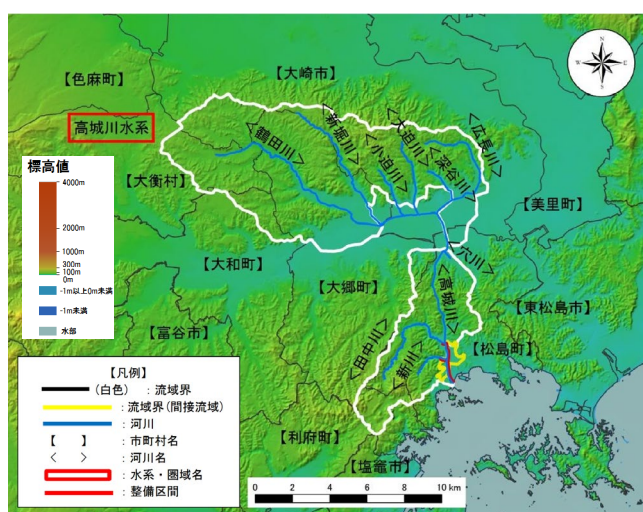 N
W E
S
【色麻町】
【大崎市】
高城川水系
<鶴田川>
<新堀川>
<小迫川>
<大迫川>
<深谷川>
<広長川>
標高値
4000m
2000m
1000m
300m
100m
0m
-1m以上0m未満
-1m未満
水部
【大衡村】
【美里町】
【大和町】
【大郷町】
<穴川>
<高城川>
【東松島市】
【富谷市】
<田中川>
<新川>
【松島町】
【利府町】
【塩竈市】
【凡例】
(白色) : 流域界
: 流域界(間接流域)
: 河川
【 】 : 市町村名
< > : 河川名
: 水系・圏域名
: 整備区間
0 2 4 6 8 10 km